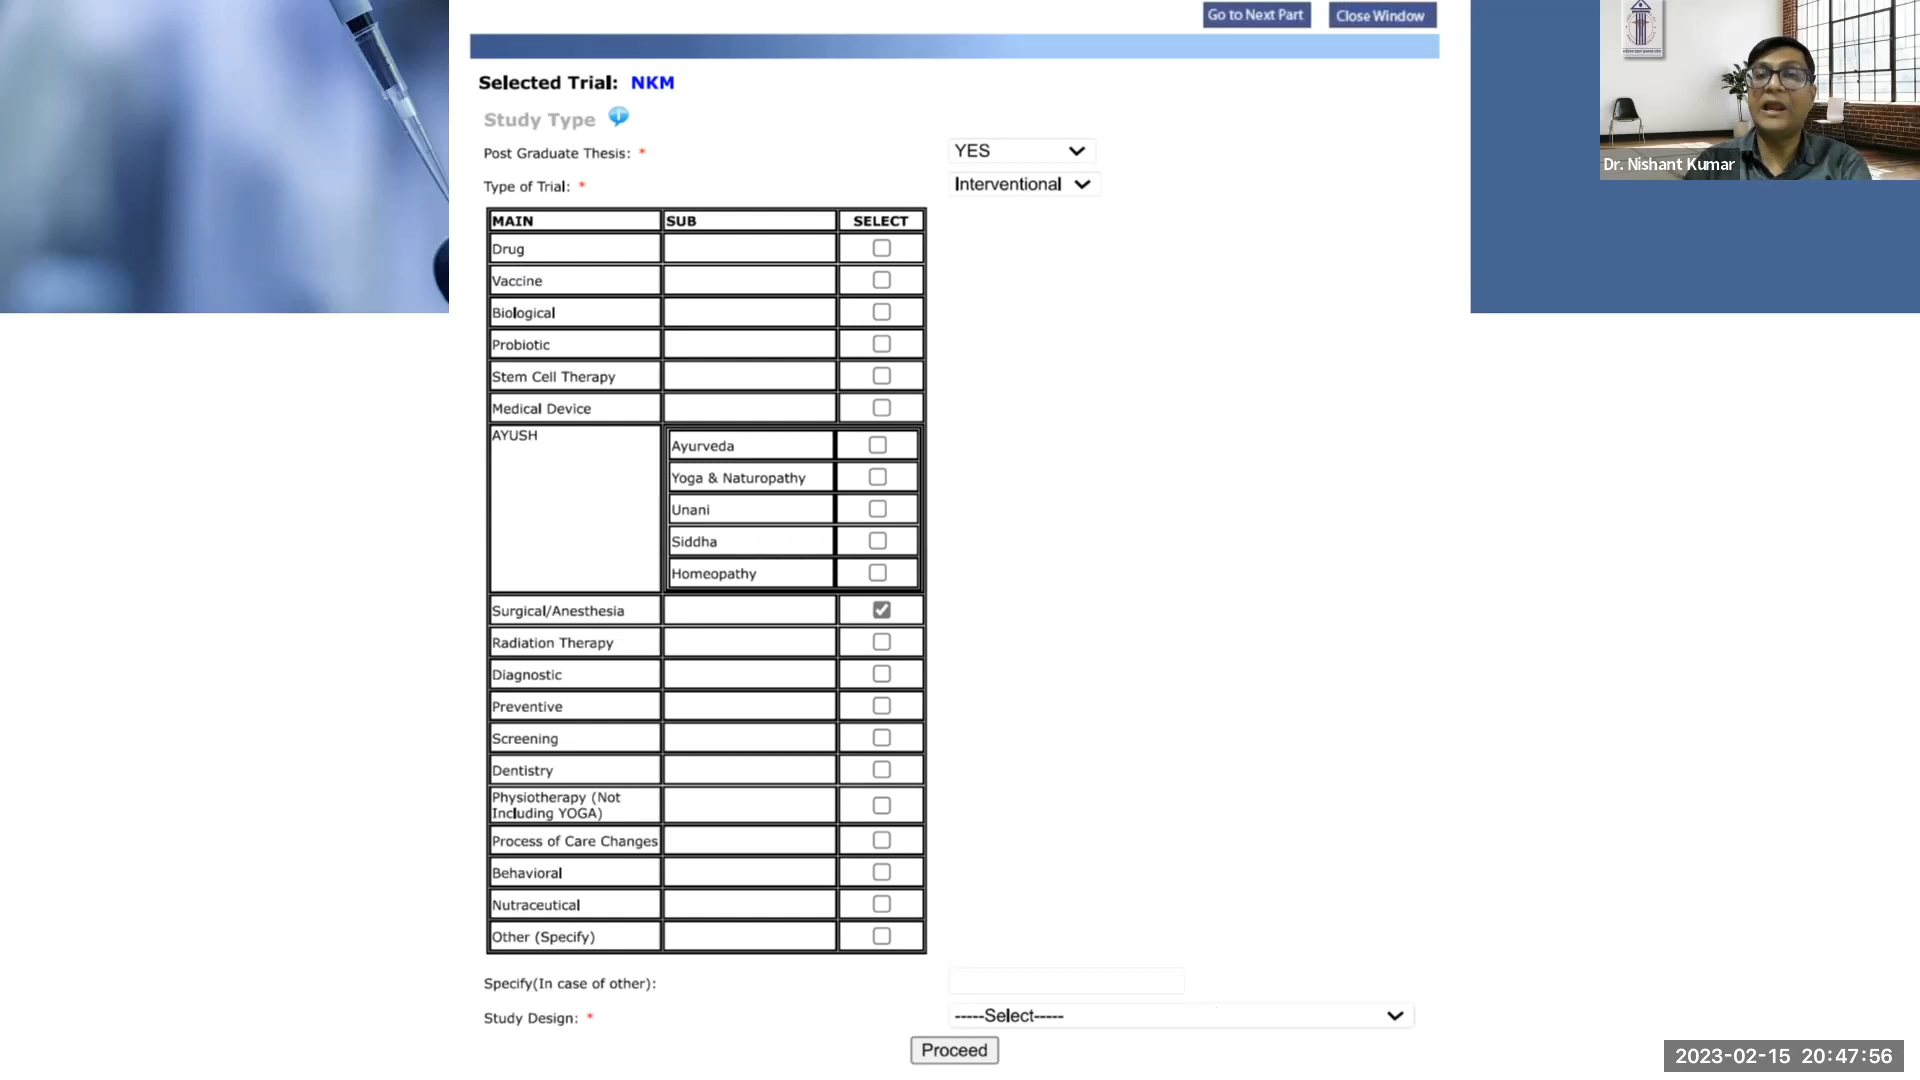 Go to Next Part Close Window
Selected Trial: NKM
Study Type
Post Graduate Thesis: * YES
Type of Trial: * Interventional
MAIN SUB SELECT
Drug
Vaccine
Biological
Probiotic
Stem Cell Therapy
Medical Device
AYUSH
Ayurveda
Yoga & Naturopathy
Unani
Siddha
Homeopathy
Surgical/Anesthesia
Radiation Therapy
Diagnostic
Preventive
Screening
Dentistry
Physiotherapy (Not
Including YOGA)
Process of Care Changes
Behavioral
Nutraceutical
Other (Specify)
Specify(In case of other):
Study Design: * -----Select-----
Proceed
Dr. Nishant Kumar
2023-02-15 20:47:56